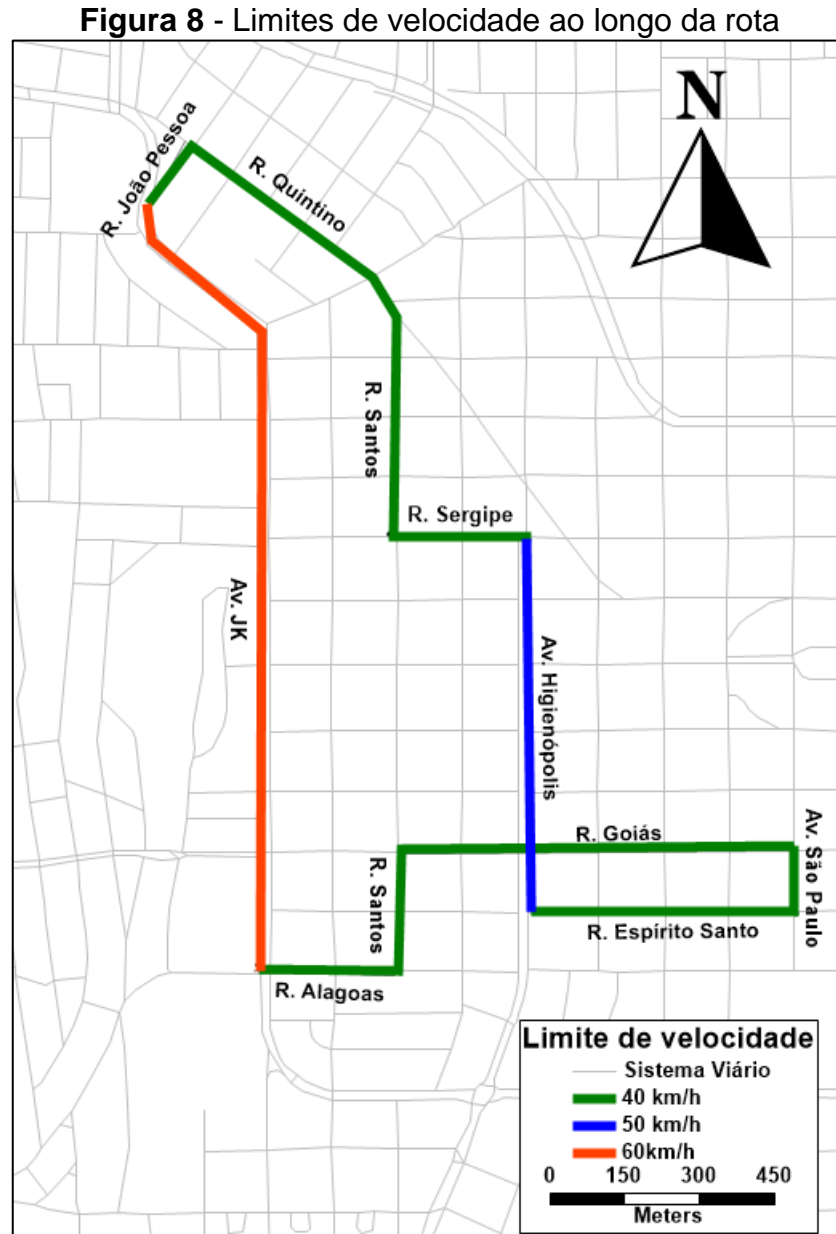 Figura 8 - Limites de velocidade ao longo da rota
N
R. João Pessoa
R. Quintino
R. Santos
R. Sergipe
Av. JK
Av. Higienópolis
R. Goiás
Av. São Paulo
R. Santos
R. Espírito Santo
R. Alagoas
Limite de velocidade
Sistema Viário
40 km/h
50 km/h
60km/h
0 150 300 450
Meters